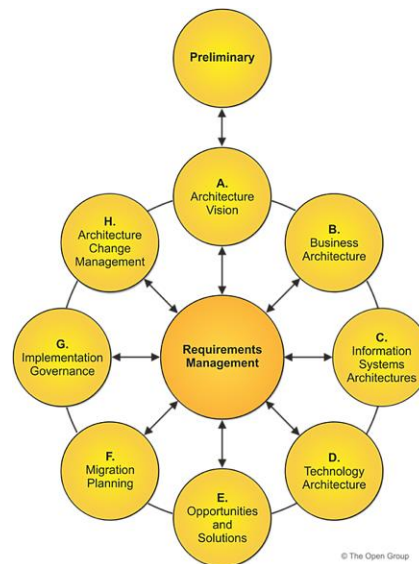 Preliminary
A.
Architecture
Vision
H.
Architecture
Change
Management
B.
Business
Architecture
G.
Implementation
Governance
Requirements
Management
C.
Information
Systems
Architectures
F.
Migration
Planning
D.
Technology
Architecture
E.
Opportunities
and
Solutions
© The Open Group